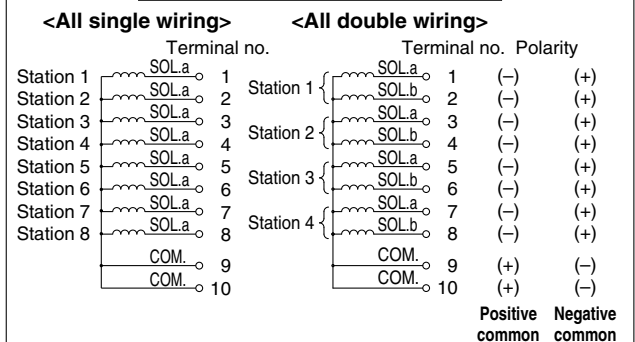 <All single wiring> <All double wiring>
Terminal no. Terminal no. Polarity
Station 1 SOL.a 1 Station 1 SOL.a 1 (–) (+)
Station 2 SOL.a 2 SOL.b 2 (–) (+)
Station 3 SOL.a 3 Station 2 SOL.a 3 (–) (+)
Station 4 SOL.a 4 SOL.b 4 (–) (+)
Station 5 SOL.a 5 Station 3 SOL.a 5 (–) (+)
Station 6 SOL.a 6 SOL.b 6 (–) (+)
Station 7 SOL.a 7 Station 4 SOL.a 7 (–) (+)
Station 8 SOL.a 8 SOL.b 8 (–) (+)
COM. 9 COM. 9 (+) (–)
COM. 10 COM. 10 (+) (–)
Positive Negative
common common